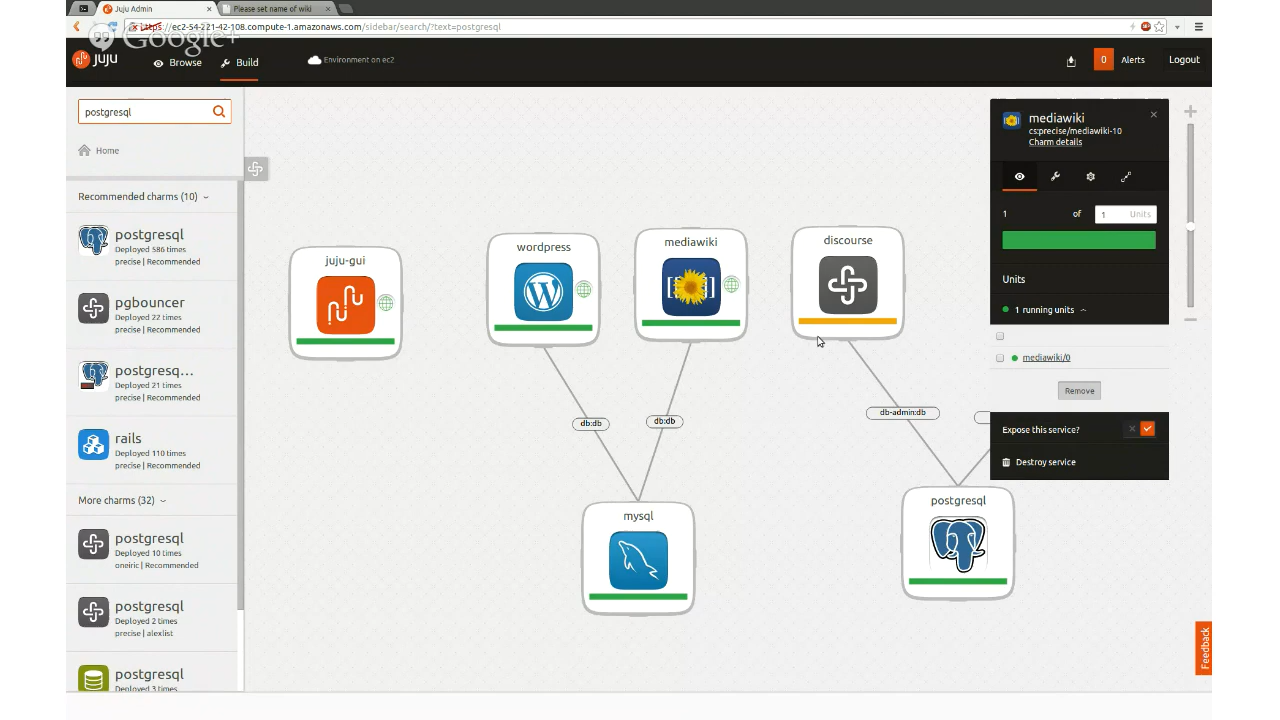 Juju Admin
Please set name of wiki
https://ec2-54-221-42-108.compute-1.amazonaws.com/sidebar/search/?text=postgresql
Google+
juju
Browse
Build
Environment on ec2
0
Alerts
Logout
postgresql
Home
Recommended charms (10)
postgresql
Deployed 586 times
precise | Recommended
pgbouncer
Deployed 22 times
precise | Recommended
postgresq...
Deployed 21 times
precise | Recommended
rails
Deployed 110 times
precise | Recommended
More charms (32)
postgresql
Deployed 10 times
oneiric | Recommended
postgresql
Deployed 2 times
precise | alexlist
postgresql
Deployed 3 times
juju-gui
wordpress
mediawiki
discourse
db:db
db:db
db-admin:db
mysql
postgresql
mediawiki
cs:precise/mediawiki-10
Charm details
1
of
1
Units
Units
1 running units
mediawiki/0
Remove
Expose this service?
Destroy service
Feedback